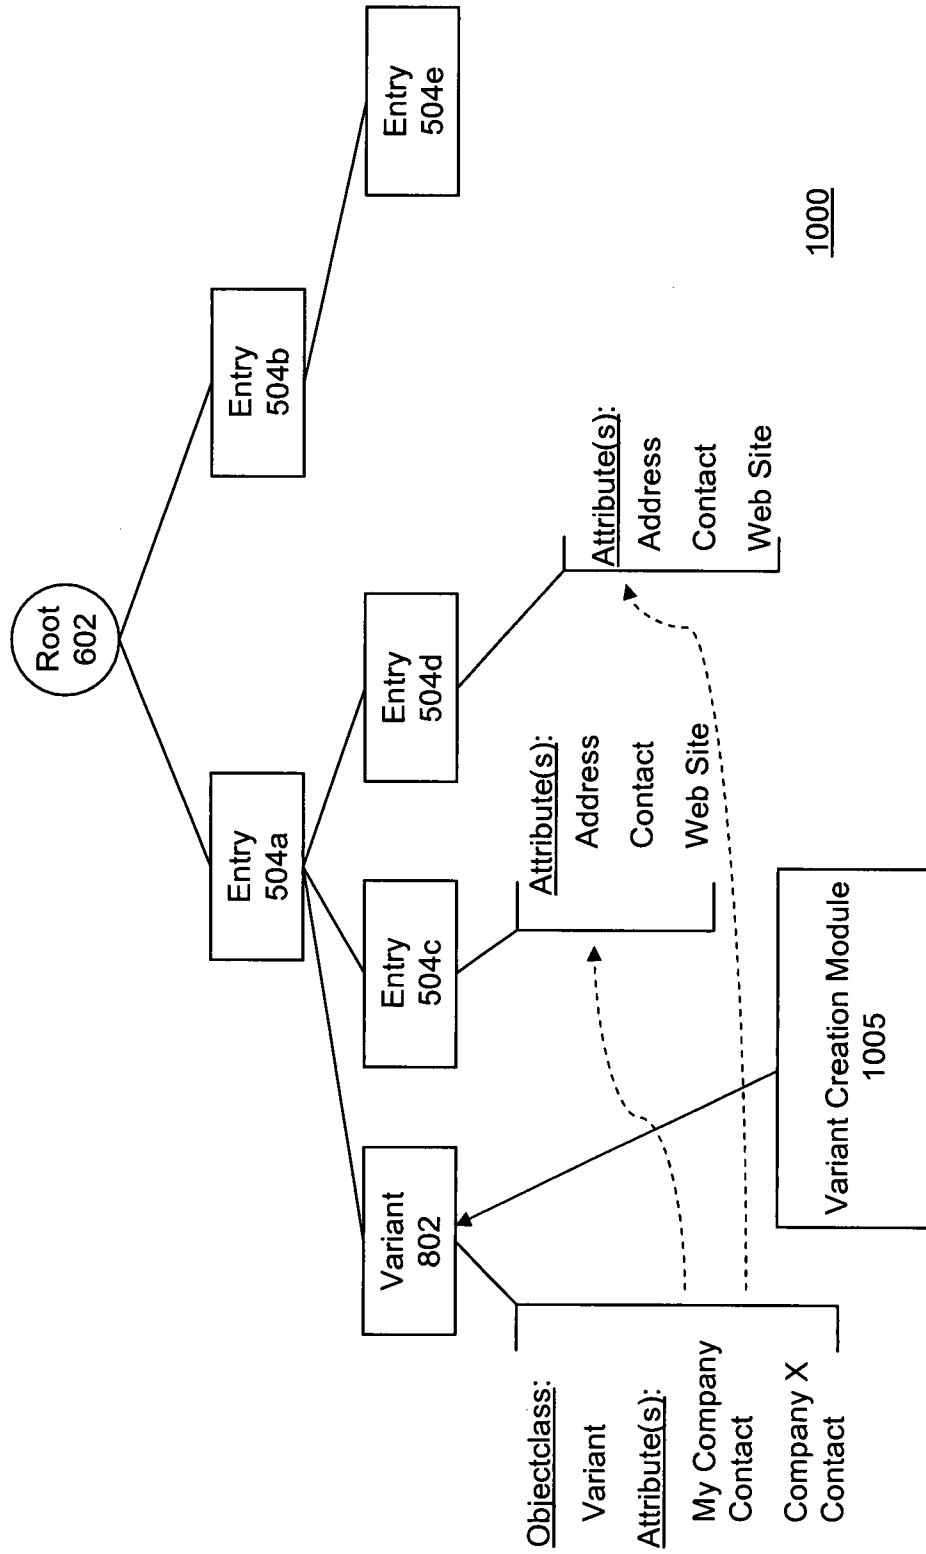 Root
602
Entry
504a
Entry
504b
Variant
802
Entry
504c
Entry
504d
Entry
504e
Objectclass:
Variant
Attribute(s):
My Company
Contact
Company X
Contact
Attribute(s):
Address
Contact
Web Site
Attribute(s):
Address
Contact
Web Site
Variant Creation Module
1005
1000